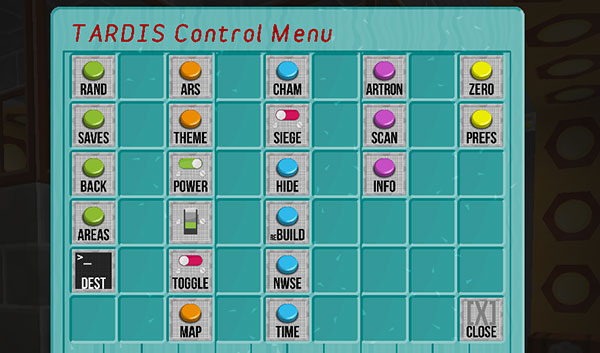 TARDIS Control Menu
RAND ARS CHAM ARTRON ZERO
SAVES THEME SIEGE SCAN PREFS
BACK POWER HIDE INFO
AREAS REBUILD
>_
DEST TOGGLE NWSE
[X]
MAP TIME CLOSE